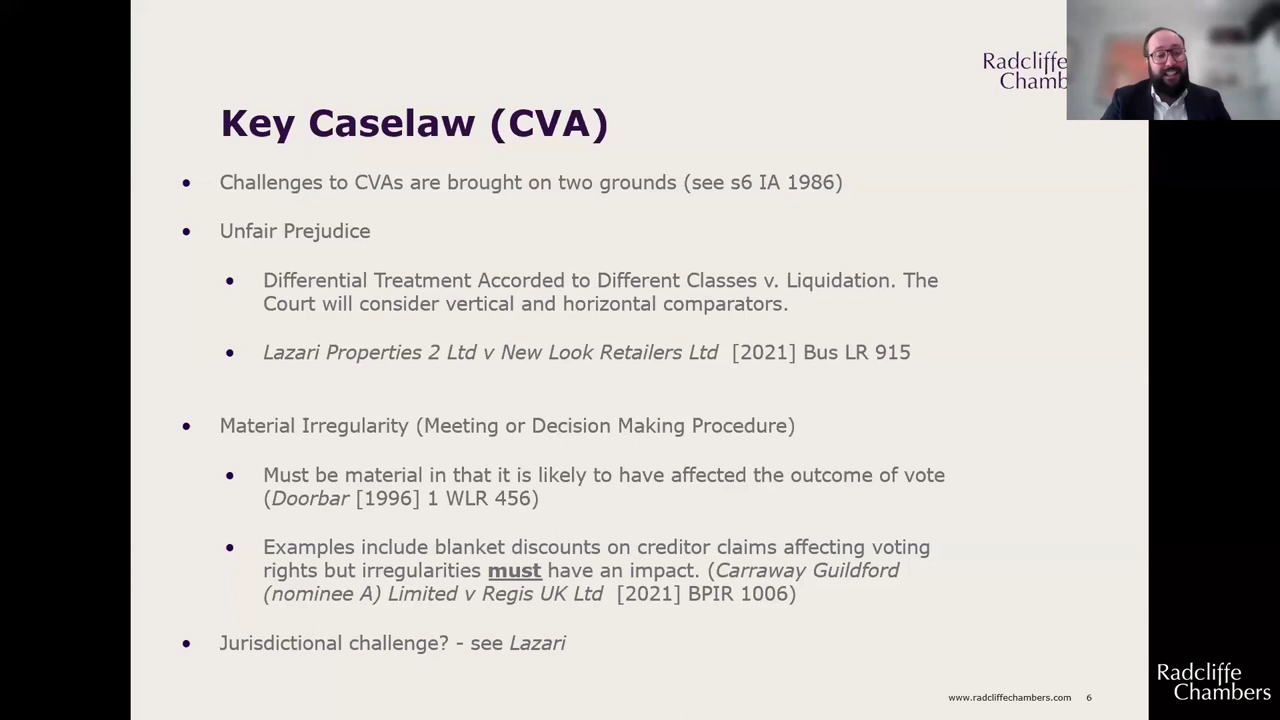 Radcliffe
Chamb
Key Caselaw (CVA)
• Challenges to CVAs are brought on two grounds (see s6 IA 1986)
• Unfair Prejudice
• Differential Treatment Accorded to Different Classes v. Liquidation. The
Court will consider vertical and horizontal comparators.
• Lazari Properties 2 Ltd v New Look Retailers Ltd [2021] Bus LR 915
• Material Irregularity (Meeting or Decision Making Procedure)
• Must be material in that it is likely to have affected the outcome of vote
(Doorbar [1996] 1 WLR 456)
• Examples include blanket discounts on creditor claims affecting voting
rights but irregularities must have an impact. (Carraway Guildford
(nominee A) Limited v Regis UK Ltd [2021] BPIR 1006)
• Jurisdictional challenge? - see Lazari
www.radcliffechambers.com 6
Radcliffe
Chambers